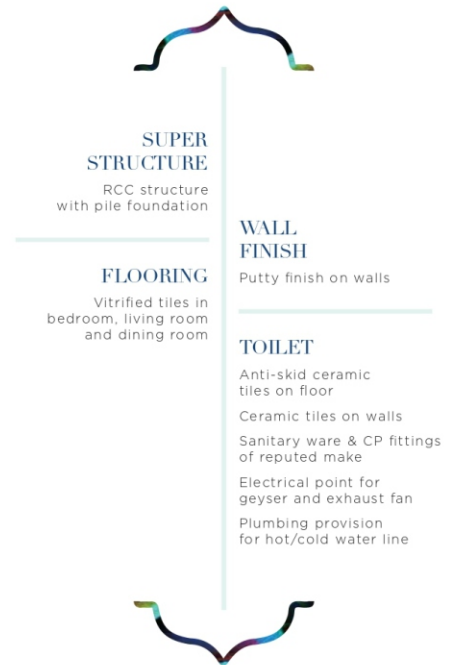 SUPER
STRUCTURE
RCC structure
with pile foundation
FLOORING
Vitrified tiles in
bedroom, living room
and dining room
WALL
FINISH
Putty finish on walls
TOILET
Anti-skid ceramic
tiles on floor
Ceramic tiles on walls
Sanitary ware & CP fittings
of reputed make
Electrical point for
geyser and exhaust fan
Plumbing provision
for hot/cold water line